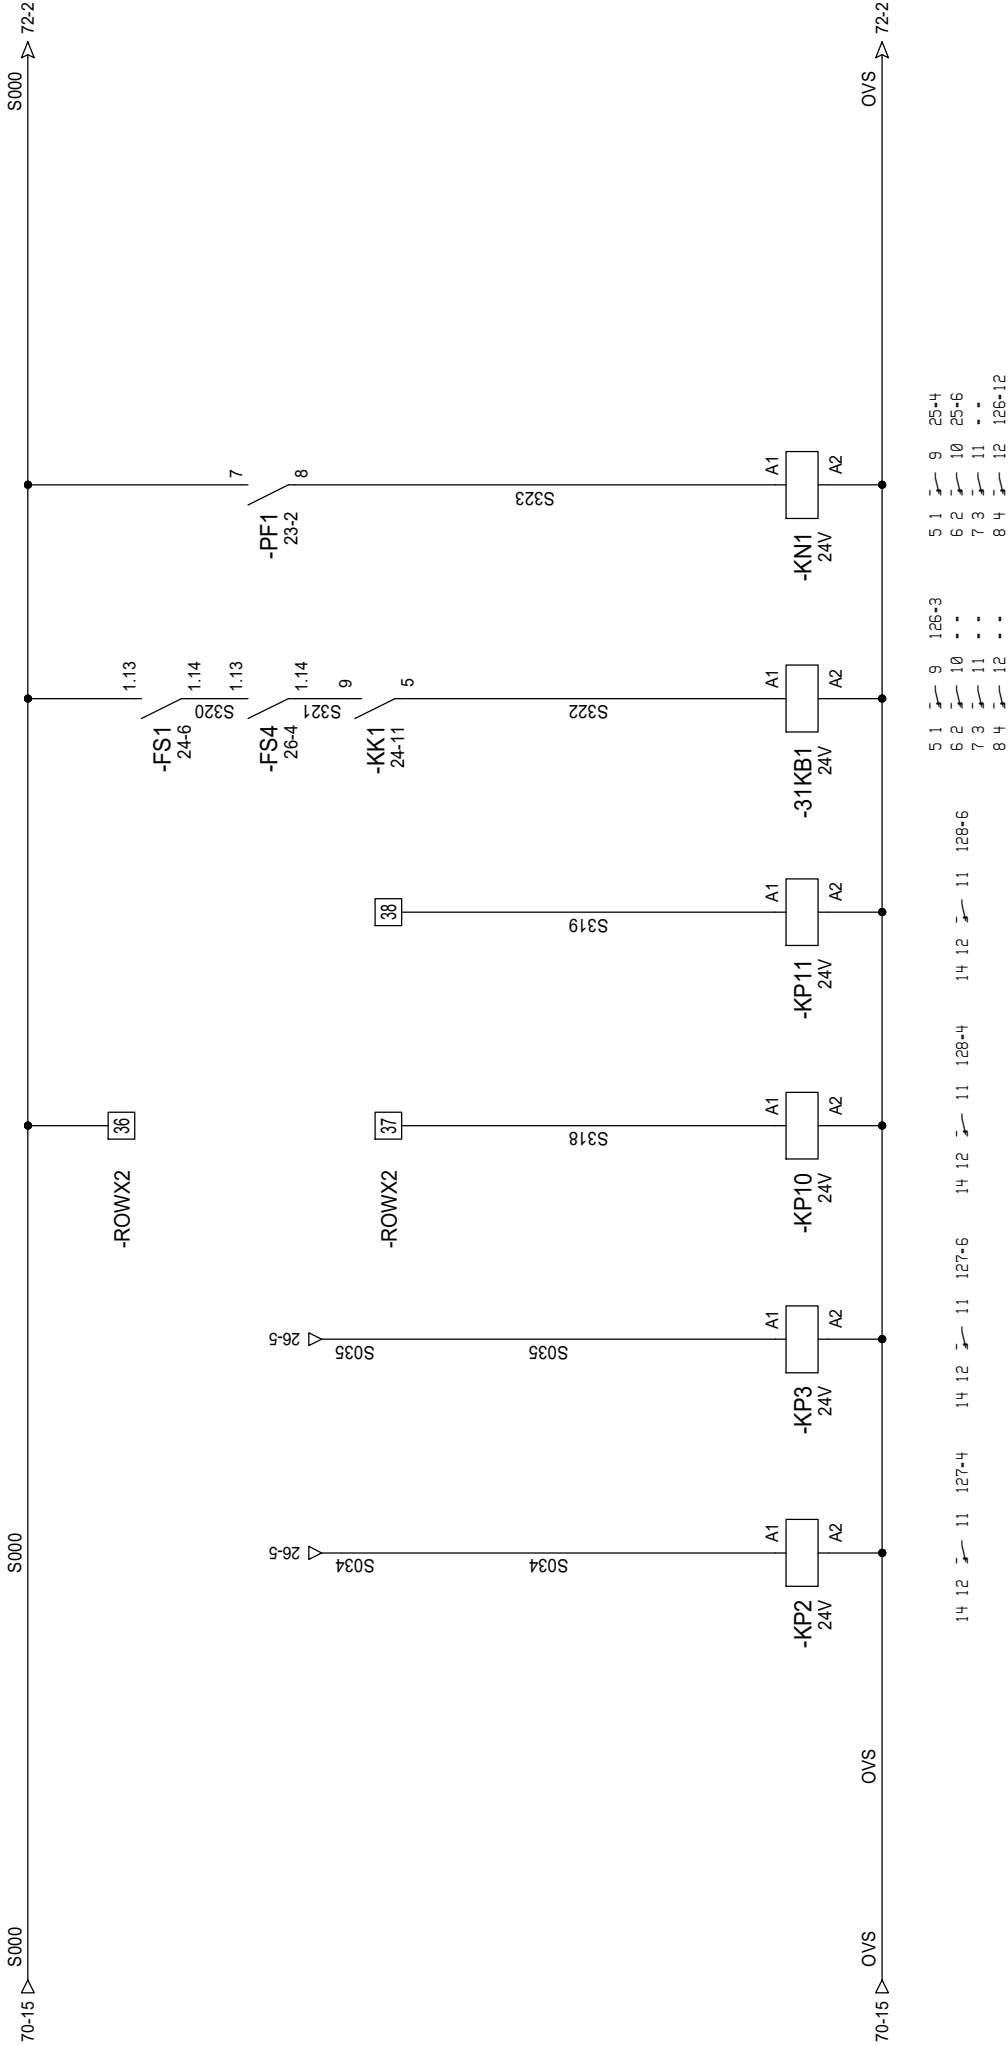 S000
72-2
S000
S000
70-15
36
-ROWX2
1.13
-FS1
24-6
1.14
S320
1.13
-FS4
26-4
1.14
S321
9
-KK1
24-11
5
S322
7
-PF1
23-2
8
S323
26-5
S034
S034
26-5
S035
S035
37
-ROWX2
S318
38
S319
A1
-KP2
24V
A2
A1
-KP3
24V
A2
A1
-KP10
24V
A2
A1
-KP11
24V
A2
A1
-31KB1
24V
A2
A1
-KN1
24V
A2
70-15
OVS
OVS
OVS
72-2
14 12 11 127-4
14 12 11 127-6
14 12 11 128-4
14 12 11 128-6
5 1 9 126-3
6 2 10 - -
7 3 11 - -
8 4 12 - -
5 1 9 25-4
6 2 10 25-6
7 3 11 - -
8 4 12 126-12